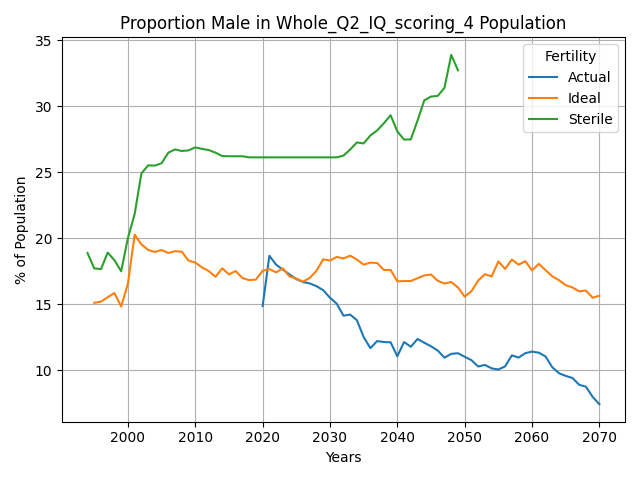 Proportion Male in Whole_Q2_IQ_scoring_4 Population
35
30
25
20
15
10
% of Population
Fertility
Actual
Ideal
Sterile
2000 2010 2020 2030 2040 2050 2060 2070
Years